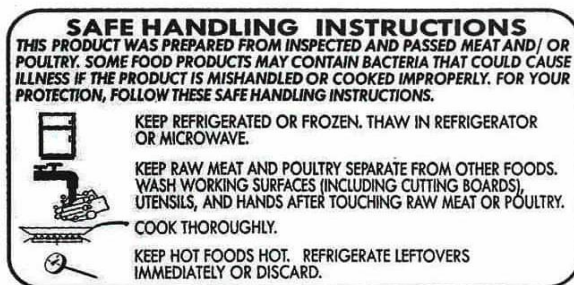 SAFE HANDLING INSTRUCTIONS
THIS PRODUCT WAS PREPARED FROM INSPECTED AND PASSED MEAT AND/ OR
POULTRY. SOME FOOD PRODUCTS MAY CONTAIN BACTERIA THAT COULD CAUSE
ILLNESS IF THE PRODUCT IS MISHANDLED OR COOKED IMPROPERLY. FOR YOUR
PROTECTION, FOLLOW THESE SAFE HANDLING INSTRUCTIONS.
KEEP REFRIGERATED OR FROZEN. THAW IN REFRIGERATOR
OR MICROWAVE.
KEEP RAW MEAT AND POULTRY SEPARATE FROM OTHER FOODS.
WASH WORKING SURFACES (INCLUDING CUTTING BOARDS),
UTENSILS, AND HANDS AFTER TOUCHING RAW MEAT OR POULTRY.
COOK THOROUGHLY.
KEEP HOT FOODS HOT. REFRIGERATE LEFTOVERS
IMMEDIATELY OR DISCARD.